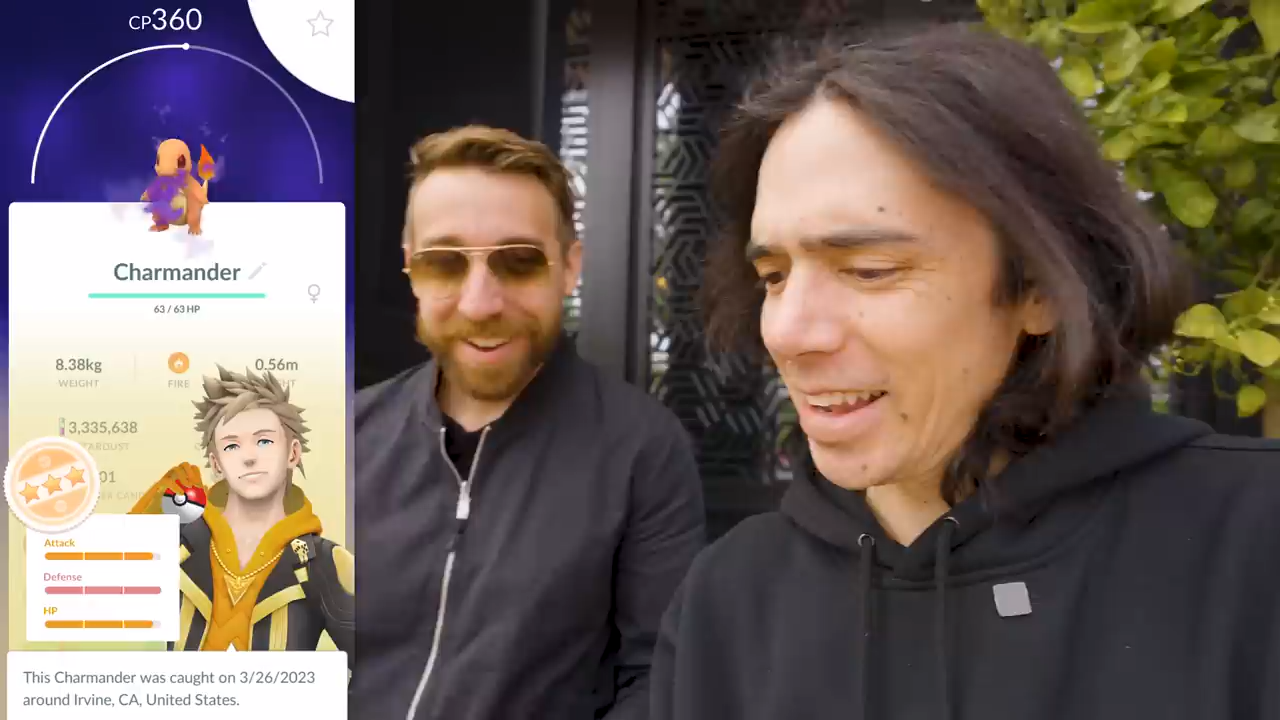 CP360
Charmander
63 / 63 HP
8.38kg
0.56m
WEIGHT
FIRE
3,335,638
01
Attack
Defense
HP
This Charmander was caught on 3/26/2023
around Irvine, CA, United States.